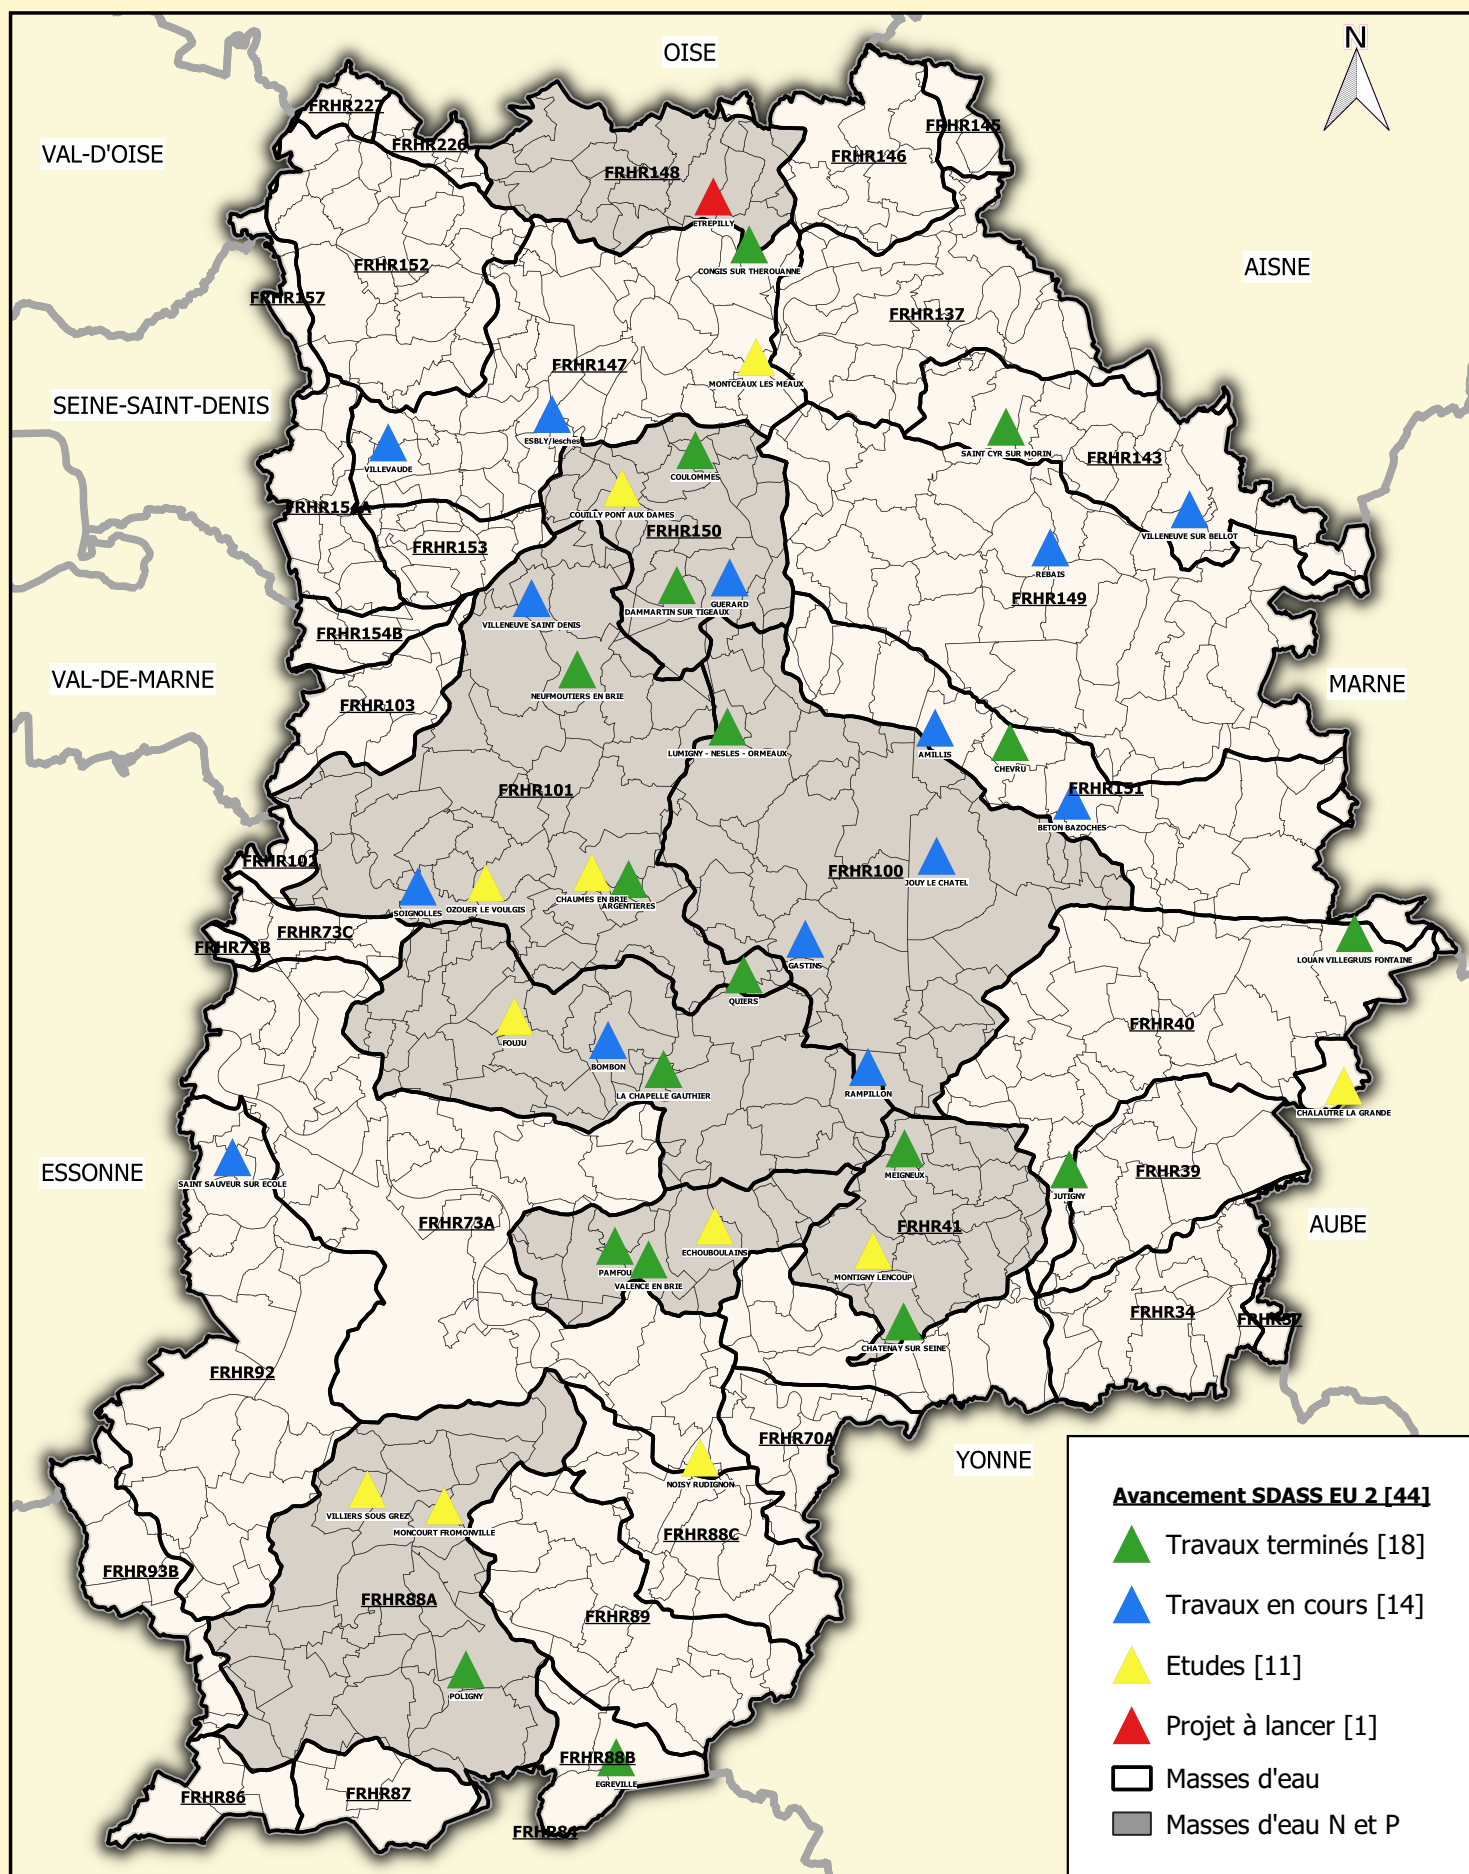 OISE
N
FRHR227
FRHR145
VAL-D'OISE
FRHR226
FRHR146
FRHR148
ETREPILLY
FRHR152
CONGIS SUR THEROUANNE
AISNE
FRHR157
FRHR137
FRHR147
MONTCEAUX LES MEAUX
SEINE-SAINT-DENIS
ESBLY/lesches
VILLEVAUDE
SAINT CYR SUR MORIN
FRHR143
COULOMMES
FRHR154A
COUILLY PONT AUX DAMES
FRHR150
VILLENEUVE SUR BELLOT
FRHR153
REBAIS
FRHR149
GUERARD
DAMMARTIN SUR TIGEAUX
VILLENEUVE SAINT DENIS
FRHR154B
VAL-DE-MARNE
MARNE
NEUFMOUTIERS EN BRIE
FRHR103
LUMIGNY - NESLES - ORMEAUX
AMILLIS
CHEVRU
FRHR101
FRHR151
BETON BAZOCHES
FRHR102
FRHR100
JOUY LE CHATEL
CHAUMES EN BRIE
ARGENTIERES
OZOUER LE VOULGIS
SOIGNOLLES
FRHR73C
FRHR73B
GASTINS
LOUAN VILLEGRUIS FONTAINE
QUIERS
FRHR40
FOUJU
BOMBON
LA CHAPELLE GAUTHIER
RAMPILLON
CHALAUTRE LA GRANDE
ESSONNE
SAINT SAUVEUR SUR ECOLE
MEIGNEUX
FRHR39
JUTIGNY
FRHR73A
FRHR41
AUBE
ECHOUBOULAINS
PAMFOU
VALENCE EN BRIE
MONTIGNY LENCOUP
FRHR34
FRHR37
CHATENAY SUR SEINE
FRHR92
FRHR70A
YONNE
NOISY RUDIGNON
VILLIERS SOUS GREZ
MONCOURT FROMONVILLE
FRHR88C
FRHR93B
FRHR88A
FRHR89
POLIGNY
FRHR88B
EGREVILLE
FRHR86
FRHR87
FRHR84
Avancement SDASS EU 2 [44]
Travaux terminés [18]
Travaux en cours [14]
Etudes [11]
Projet à lancer [1]
Masses d'eau
Masses d'eau N et P